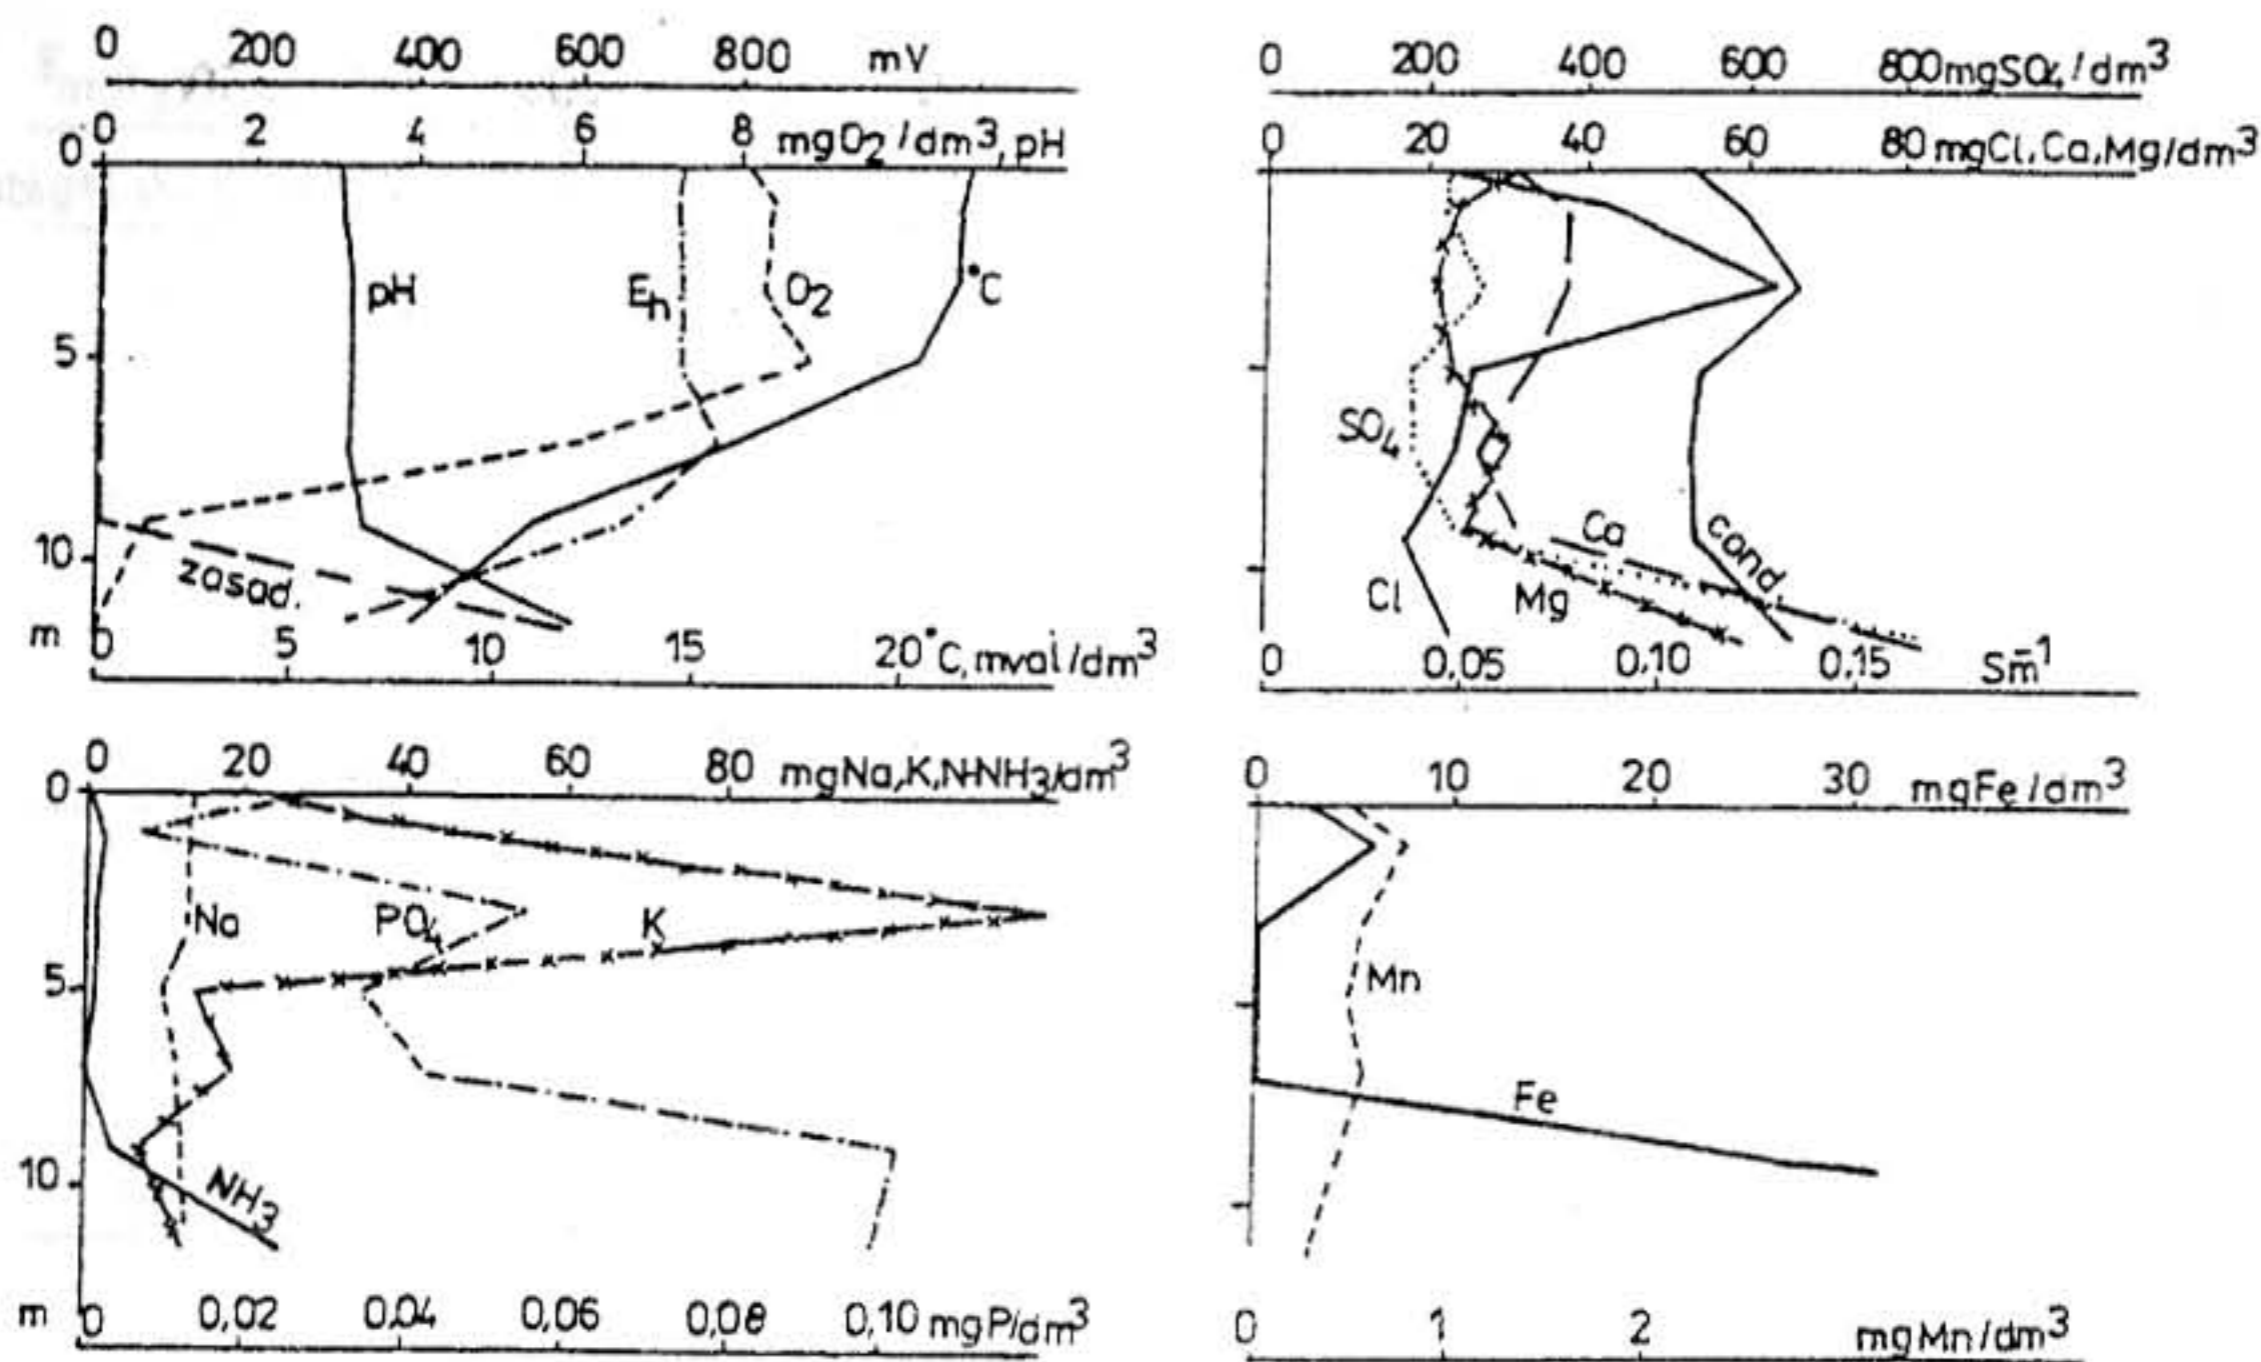 0 200 400 600 800 mV
0 2 4 6 8 mgO₂/dm³, pH
0
pH Eh O₂ °C
5
10
zasad.
m 0 5 10 15 20°C, mval/dm³
0 200 400 600 800 mgSO₄/dm³
0 20 40 60 80 mgCl, Ca, Mg/dm³
SO₄
Ca cond.
Cl Mg
0 0,05 0,10 0,15 Sm⁻¹
0 20 40 60 80 mgNa, K, N-NH₃/dm³
0
Na PO₄ K
5
10
NH₃
m 0 0,02 0,04 0,06 0,08 0,10 mgP/dm³
0 10 20 30 mgFe/dm³
Mn
Fe
0 1 2 mgMn/dm³